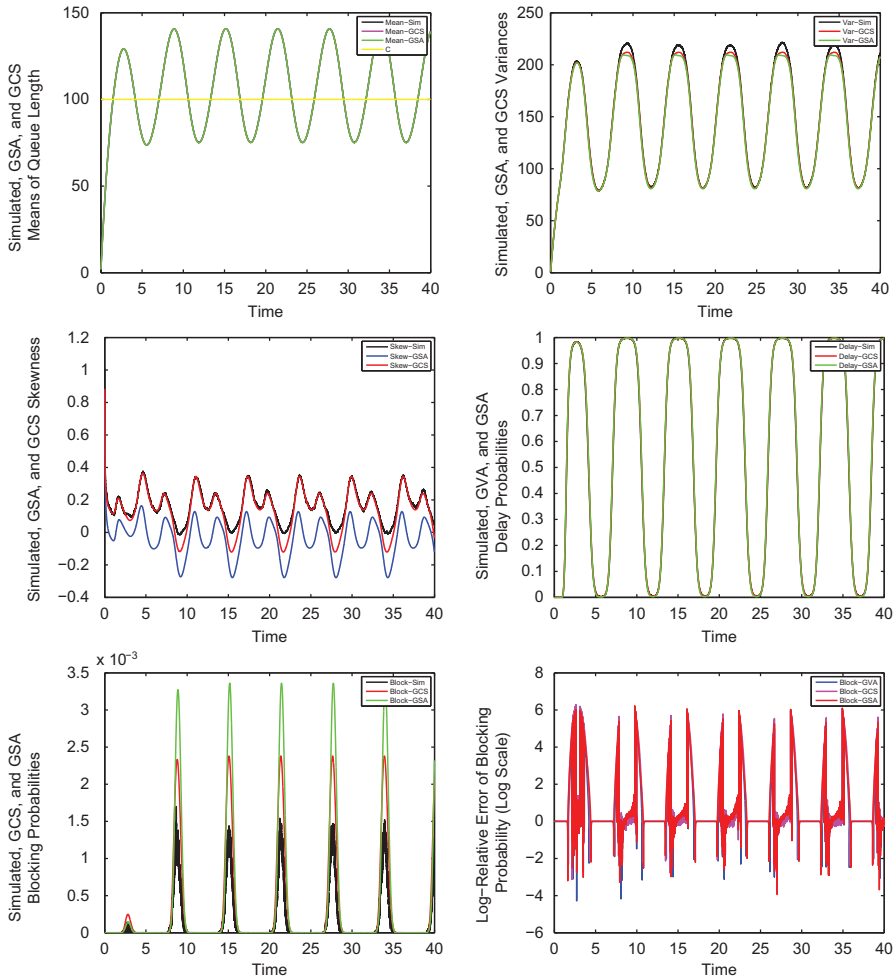 150
100
50
0
0 5 10 15 20 25 30 35 40
Time
Simulated, GSA, and GCS
Means of Queue Length
Mean−Sim
Mean−GCS
Mean−GSA
C
250
200
150
100
50
0
0 5 10 15 20 25 30 35 40
Time
Simulated, GSA, and GCS Variances
Var−Sim
Var−GCS
Var−GSA
1.2
1
0.8
0.6
0.4
0.2
0
−0.2
−0.4
0 5 10 15 20 25 30 35 40
Time
Simulated, GSA, and GCS Skewness
Skew−Sim
Skew−GSA
Skew−GCS
1
0.9
0.8
0.7
0.6
0.5
0.4
0.3
0.2
0.1
0
0 5 10 15 20 25 30 35 40
Time
Simulated, GVA, and GSA
Delay Probabilities
Delay−Sim
Delay−GCS
Delay−GSA
x 10−3
3.5
3
2.5
2
1.5
1
0.5
0
0 5 10 15 20 25 30 35 40
Time
Simulated, GCS, and GSA
Blocking Probabilities
Block−Sim
Block−GCS
Block−GSA
8
6
4
2
0
−2
−4
−6
0 5 10 15 20 25 30 35 40
Time
Log−Relative Error of Blocking
Probability (Log Scale)
Block−GVA
Block−GCS
Block−GSA